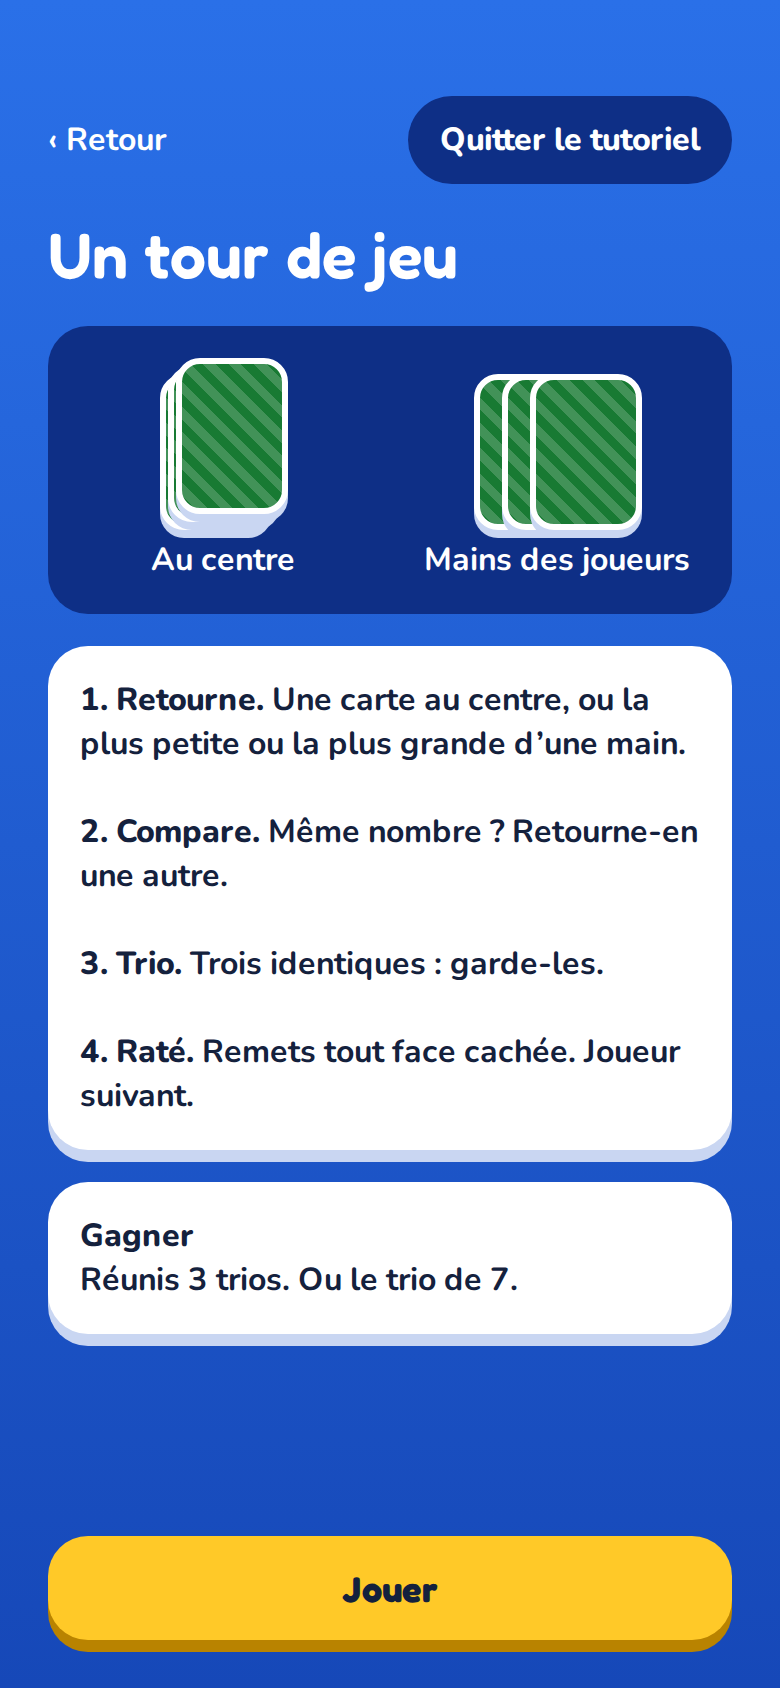 ‹ Retour
Quitter le tutoriel
Un tour de jeu
Au centre
Mains des joueurs
1. Retourne. Une carte au centre, ou la
plus petite ou la plus grande d’une main.
2. Compare. Même nombre ? Retourne-en
une autre.
3. Trio. Trois identiques : garde-les.
4. Raté. Remets tout face cachée. Joueur
suivant.
Gagner
Réunis 3 trios. Ou le trio de 7.
Jouer